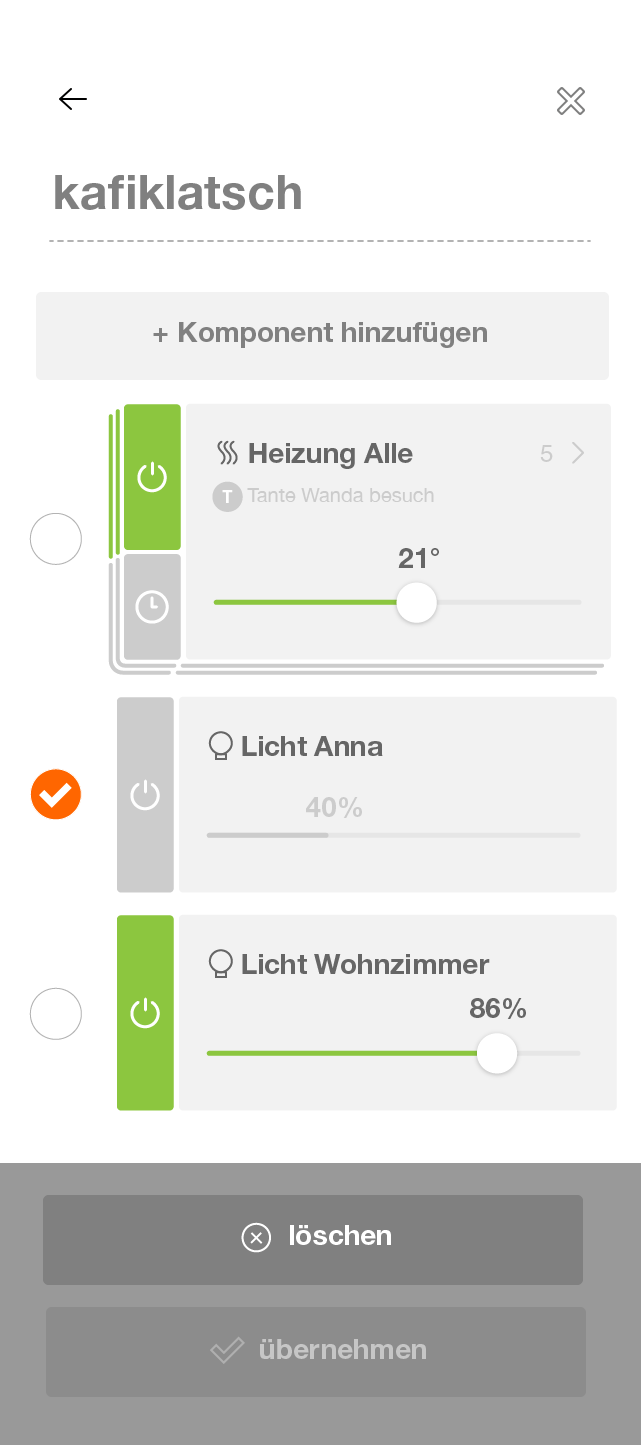 kafiklatsch
+ Komponent hinzufügen
Heizung Alle
5
T Tante Wanda besuch
21°
Licht Anna
40%
Licht Wohnzimmer
86%
löschen
übernehmen